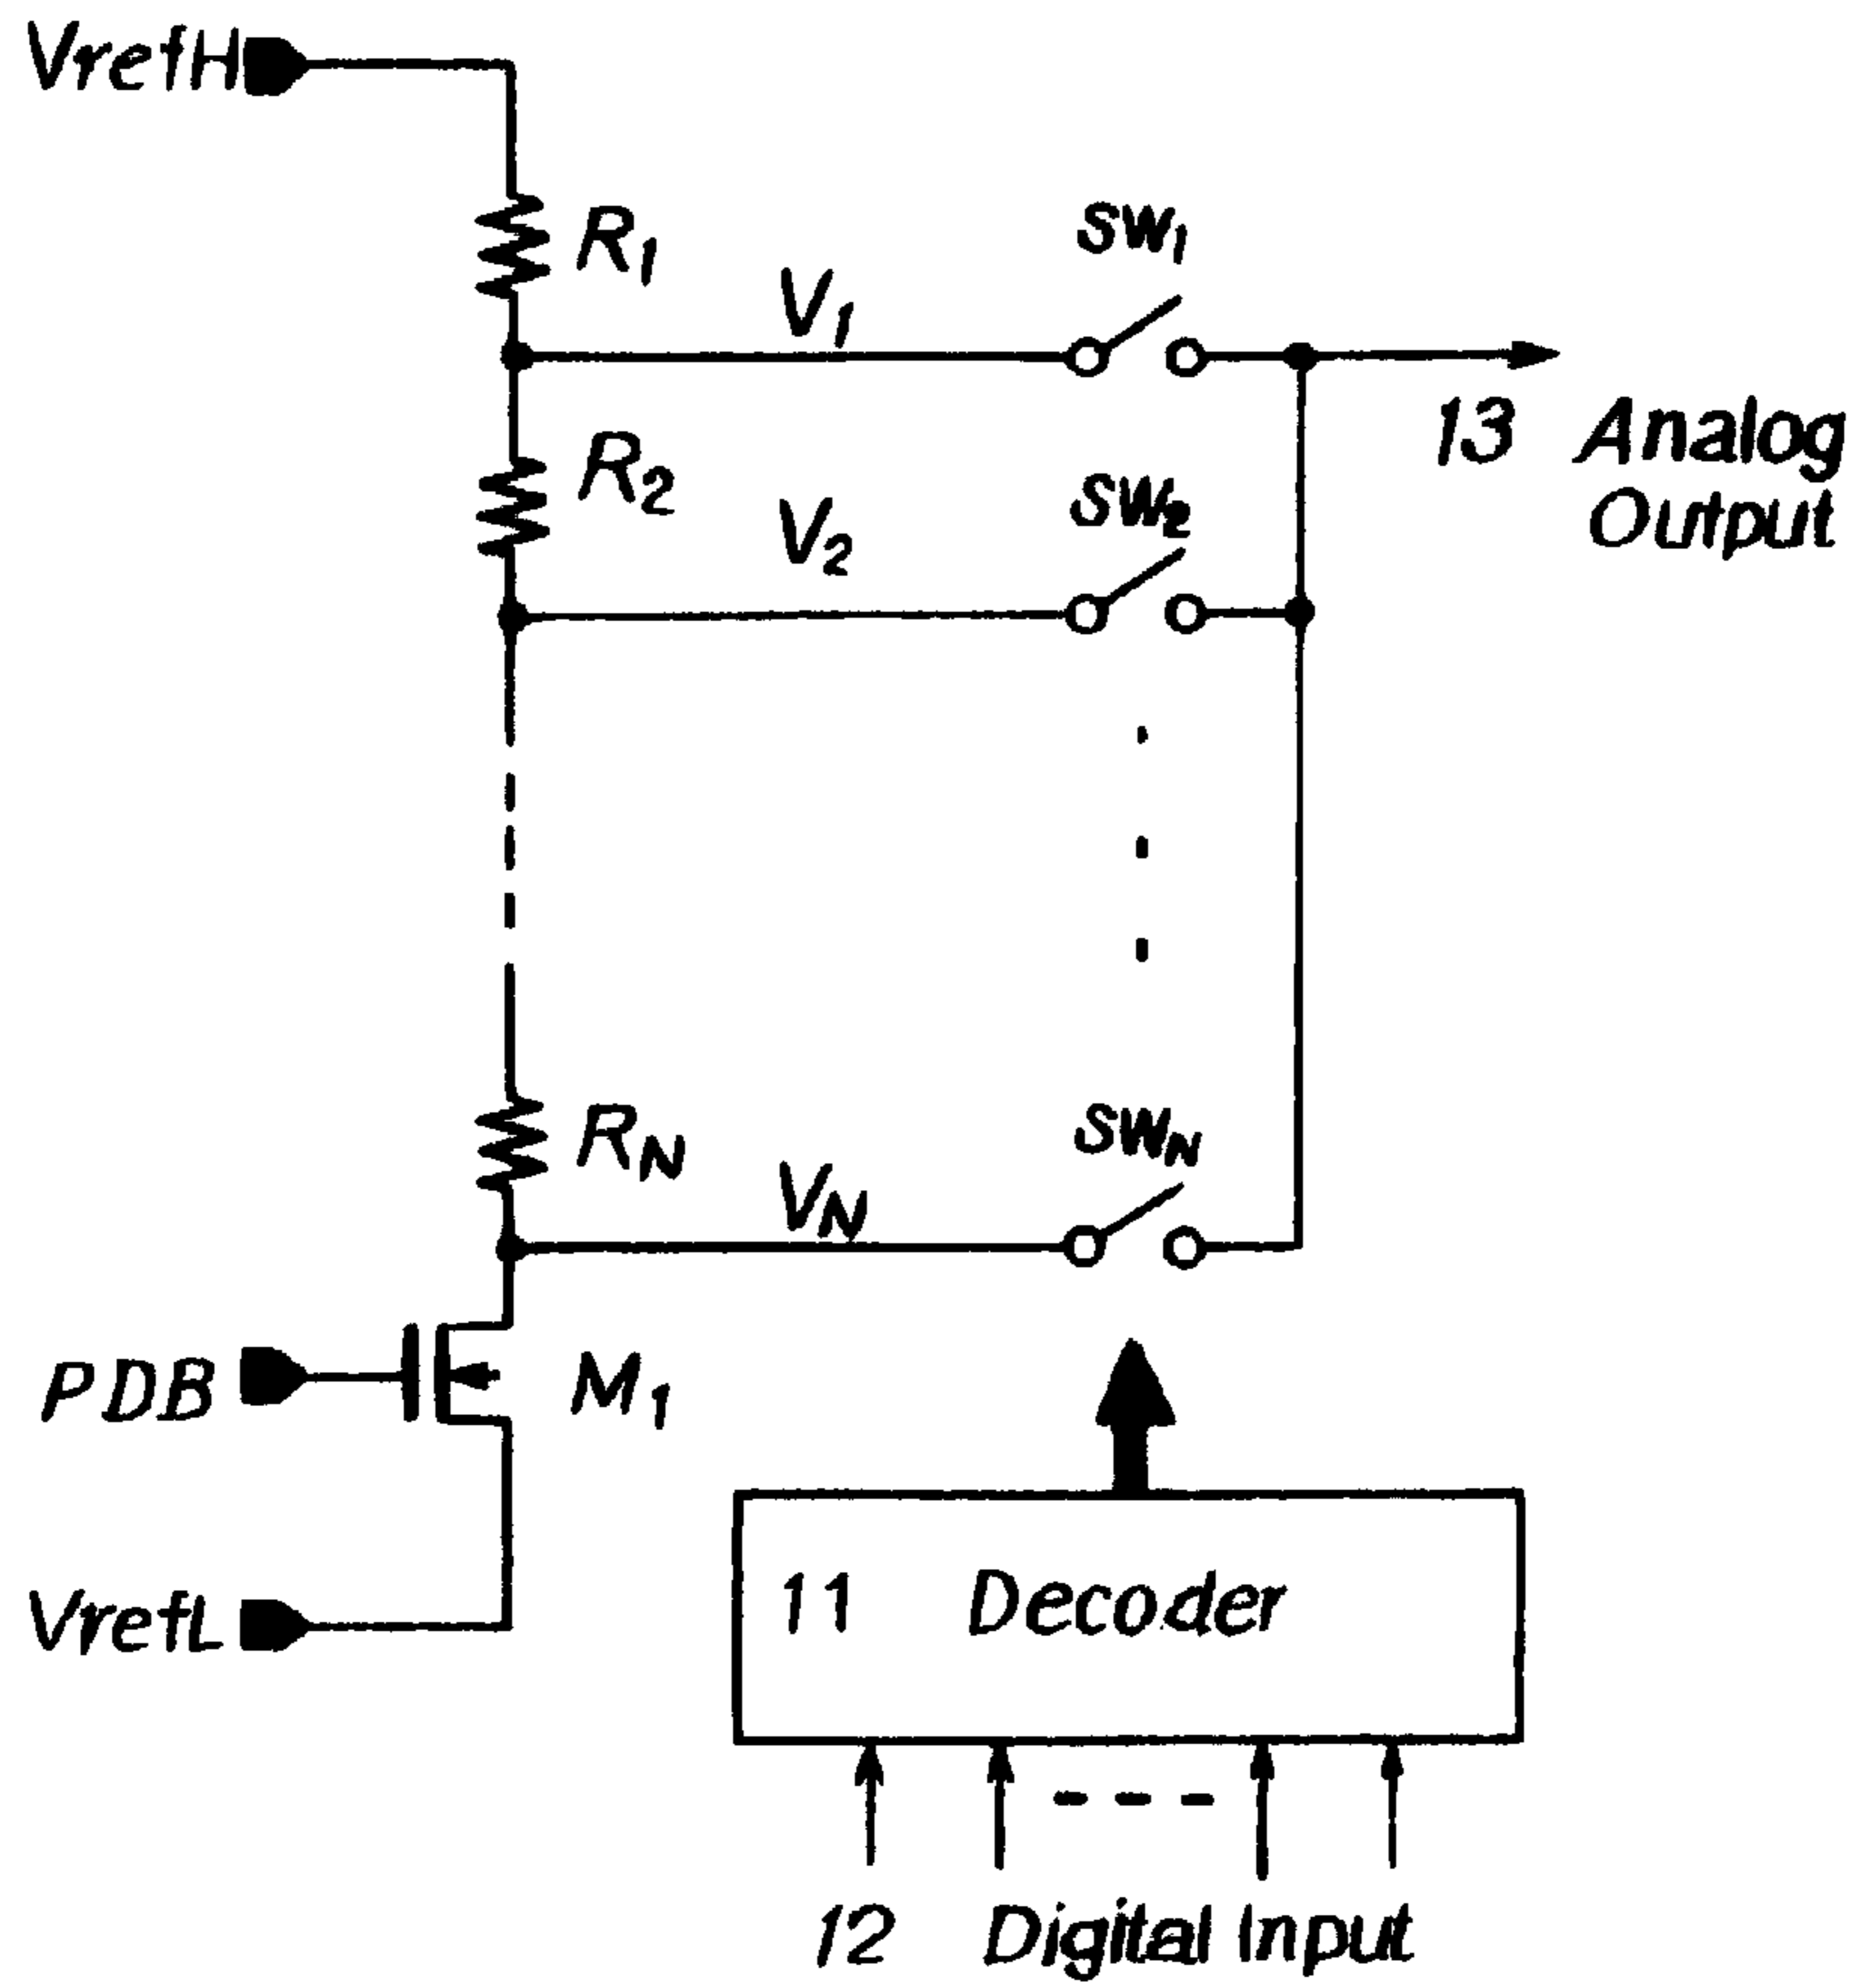 VrefH
R1
SW1
V1
13 Analog
Output
R2
SW2
V2
RN
SWN
VN
PDB
M1
VrefL
11 Decoder
12 Digital Input